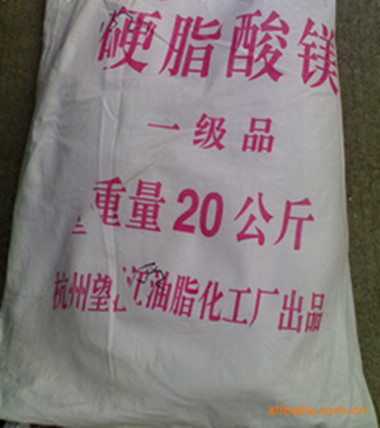 硬脂酸镁
一级品
重量20公斤
杭州望江油脂化工厂出品
alibaba.com.cn